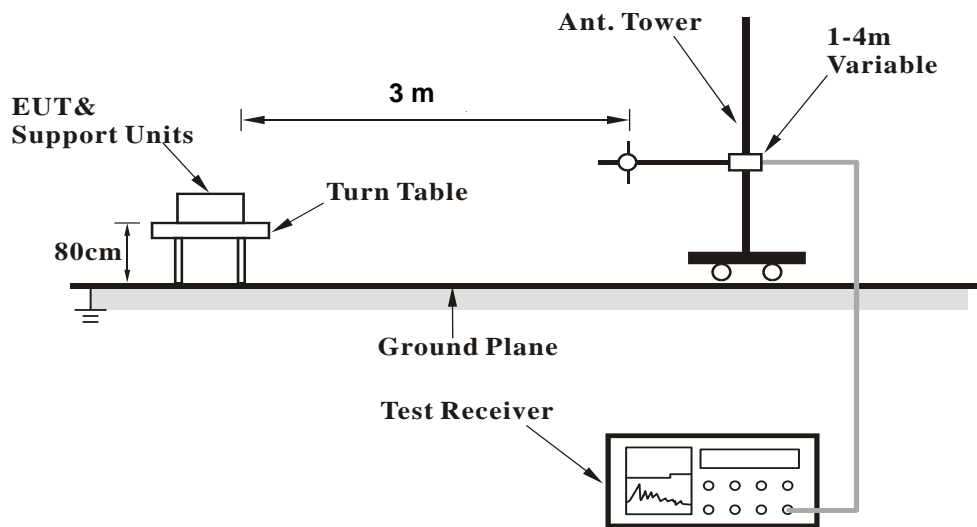 Ant. Tower
1-4m
Variable
3 m
EUT&
Support Units
Turn Table
80cm
Ground Plane
Test Receiver